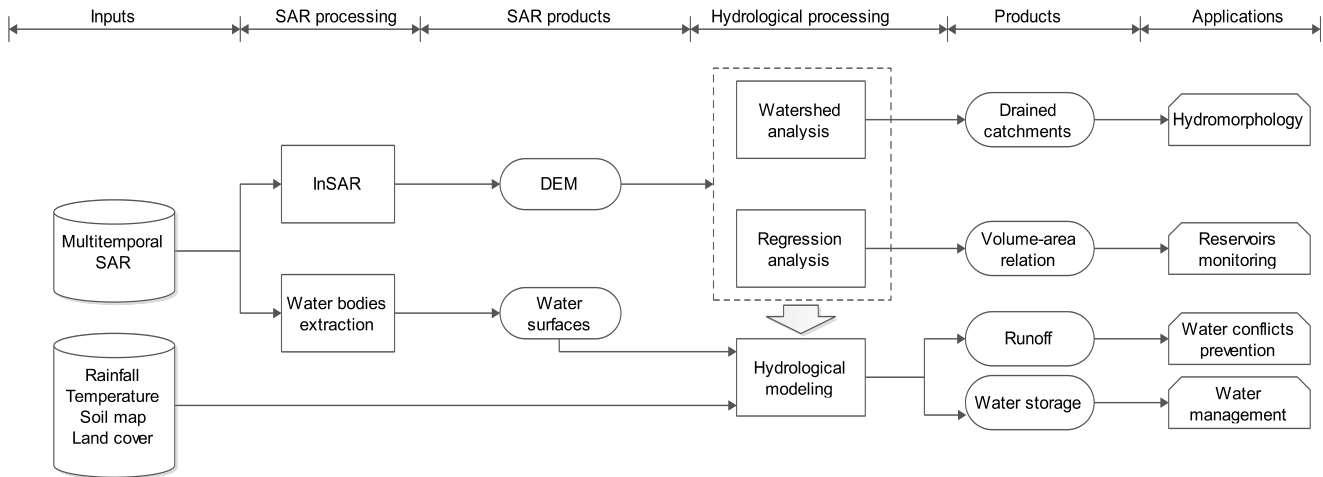 Inputs
SAR processing
SAR products
Hydrological processing
Products
Applications
Multitemporal
SAR
Rainfall
Temperature
Soil map
Land cover
InSAR
Water bodies
extraction
DEM
Water
surfaces
Watershed
analysis
Regression
analysis
Hydrological
modeling
Drained
catchments
Volume-area
relation
Runoff
Water storage
Hydromorphology
Reservoirs
monitoring
Water conflicts
prevention
Water
management